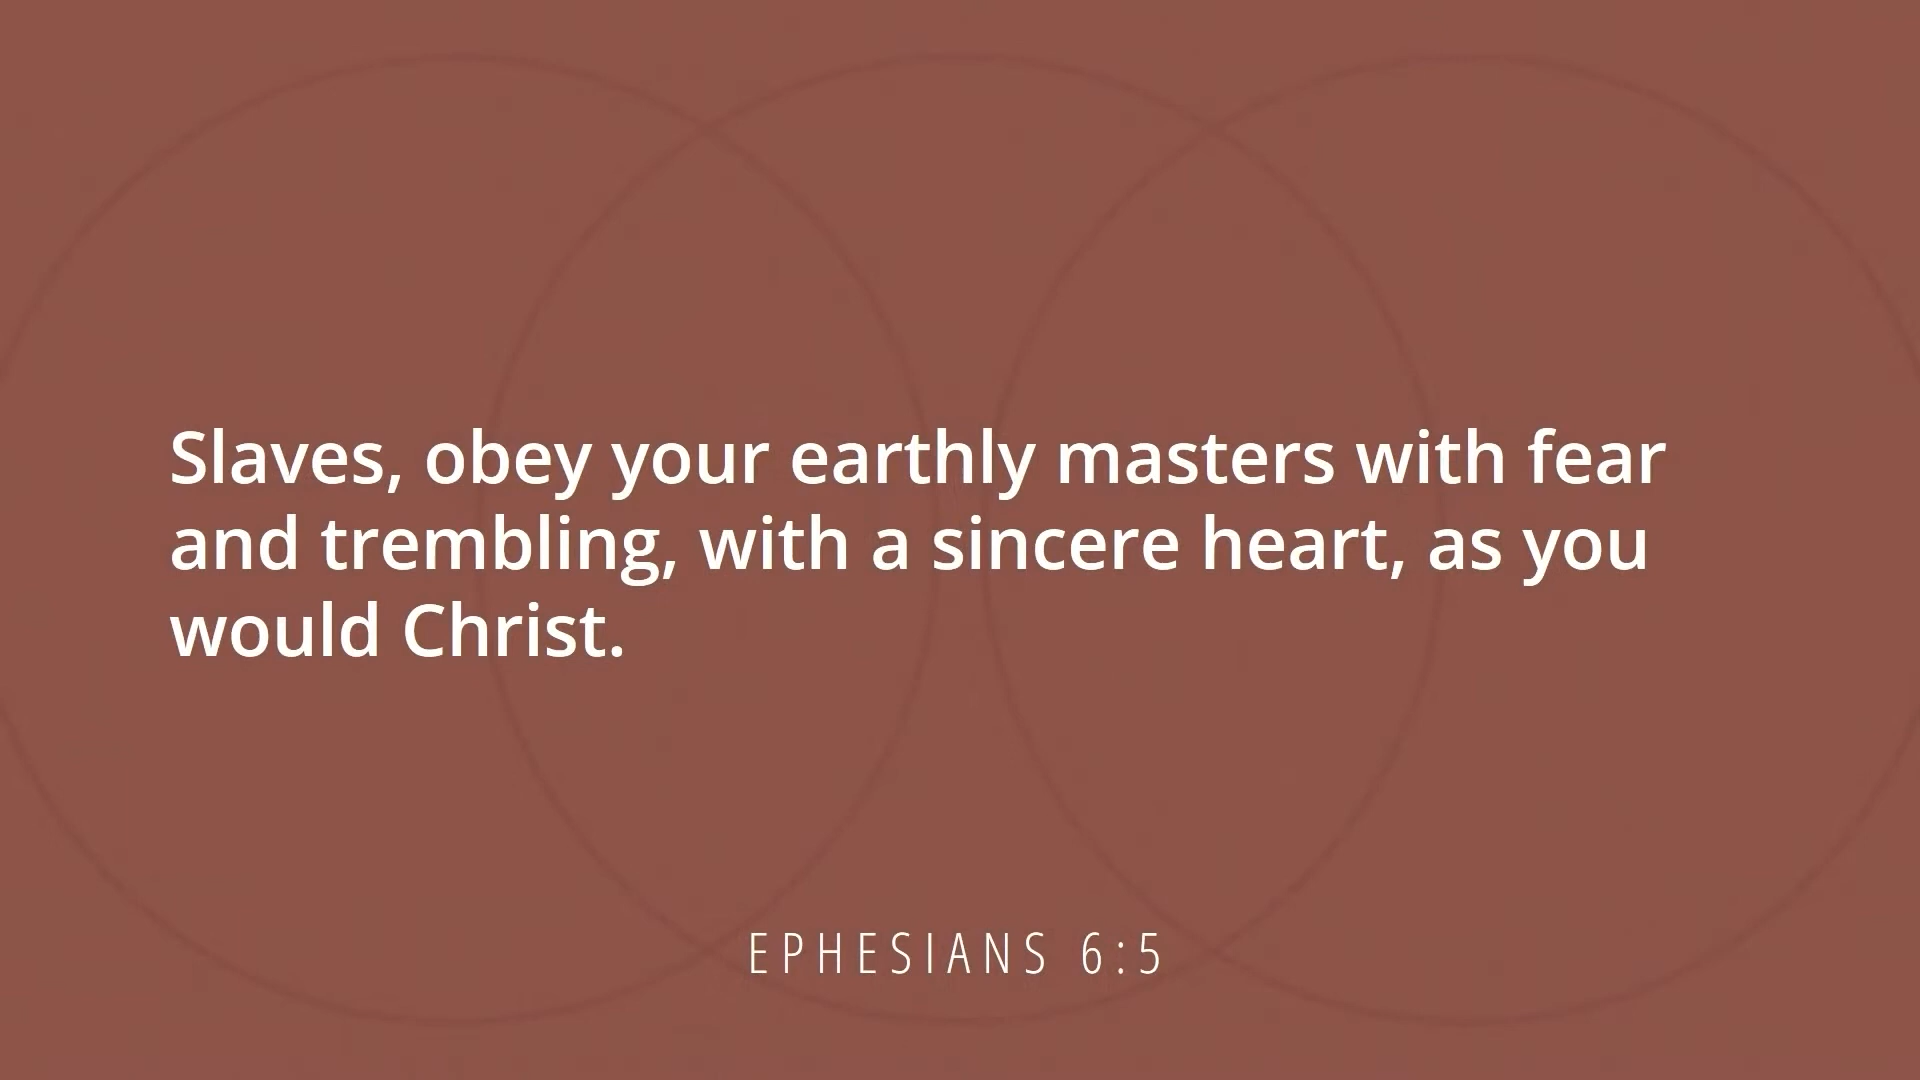 Slaves, obey your earthly masters with fear
and trembling, with a sincere heart, as you
would Christ.
EPHESIANS 6:5